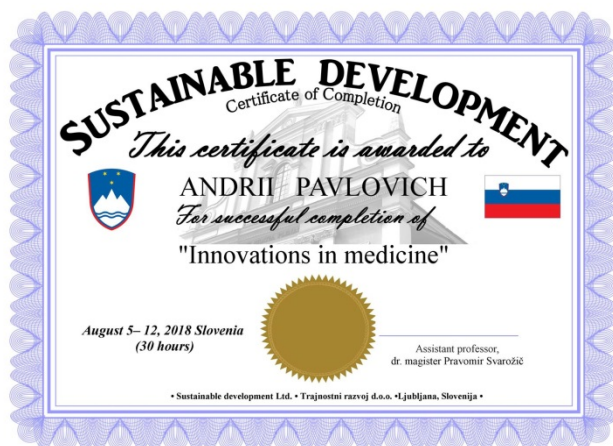 SUSTAINABLE DEVELOPMENT
Certificate of Completion
This certificate is awarded to
ANDRII PAVLOVICH
For successful completion of
"Innovations in medicine"
August 5– 12, 2018 Slovenia
(30 hours)
Assistant professor,
dr. magister Pravomir Svarožič
• Sustainable development Ltd. • Trajnostni razvoj d.o.o. •Ljubljana, Slovenija •